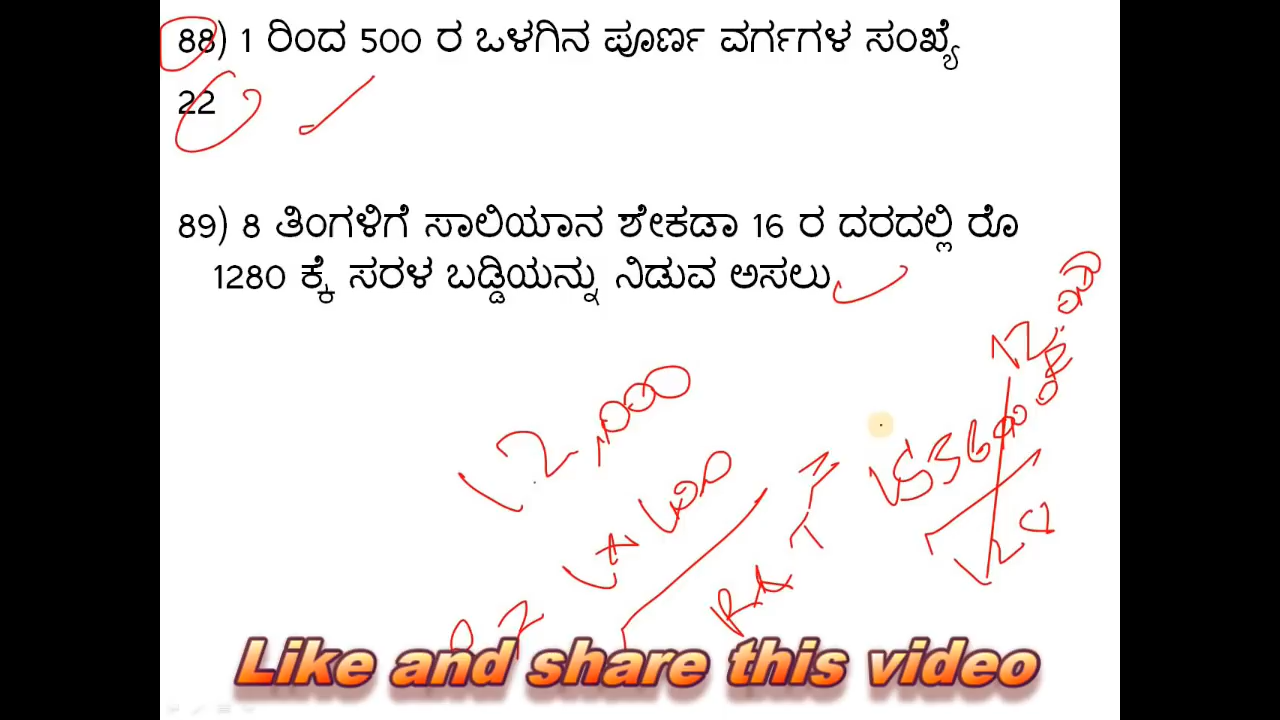 88) 1 ರಿಂದ 500 ರ ಒಳಗಿನ ಪೂರ್ಣ ವರ್ಗಗಳ ಸಂಖ್ಯೆ
22
89) 8 ತಿಂಗಳಿಗೆ ಸಾಲಿಯಾನ ಶೇಕಡಾ 16 ರ ದರದಲ್ಲಿ ರೊ
1280 ಕ್ಕೆ ಸರಳ ಬಡ್ಡಿಯನ್ನು ನಿಡುವ ಅಸಲು
12,000
Like and share this video